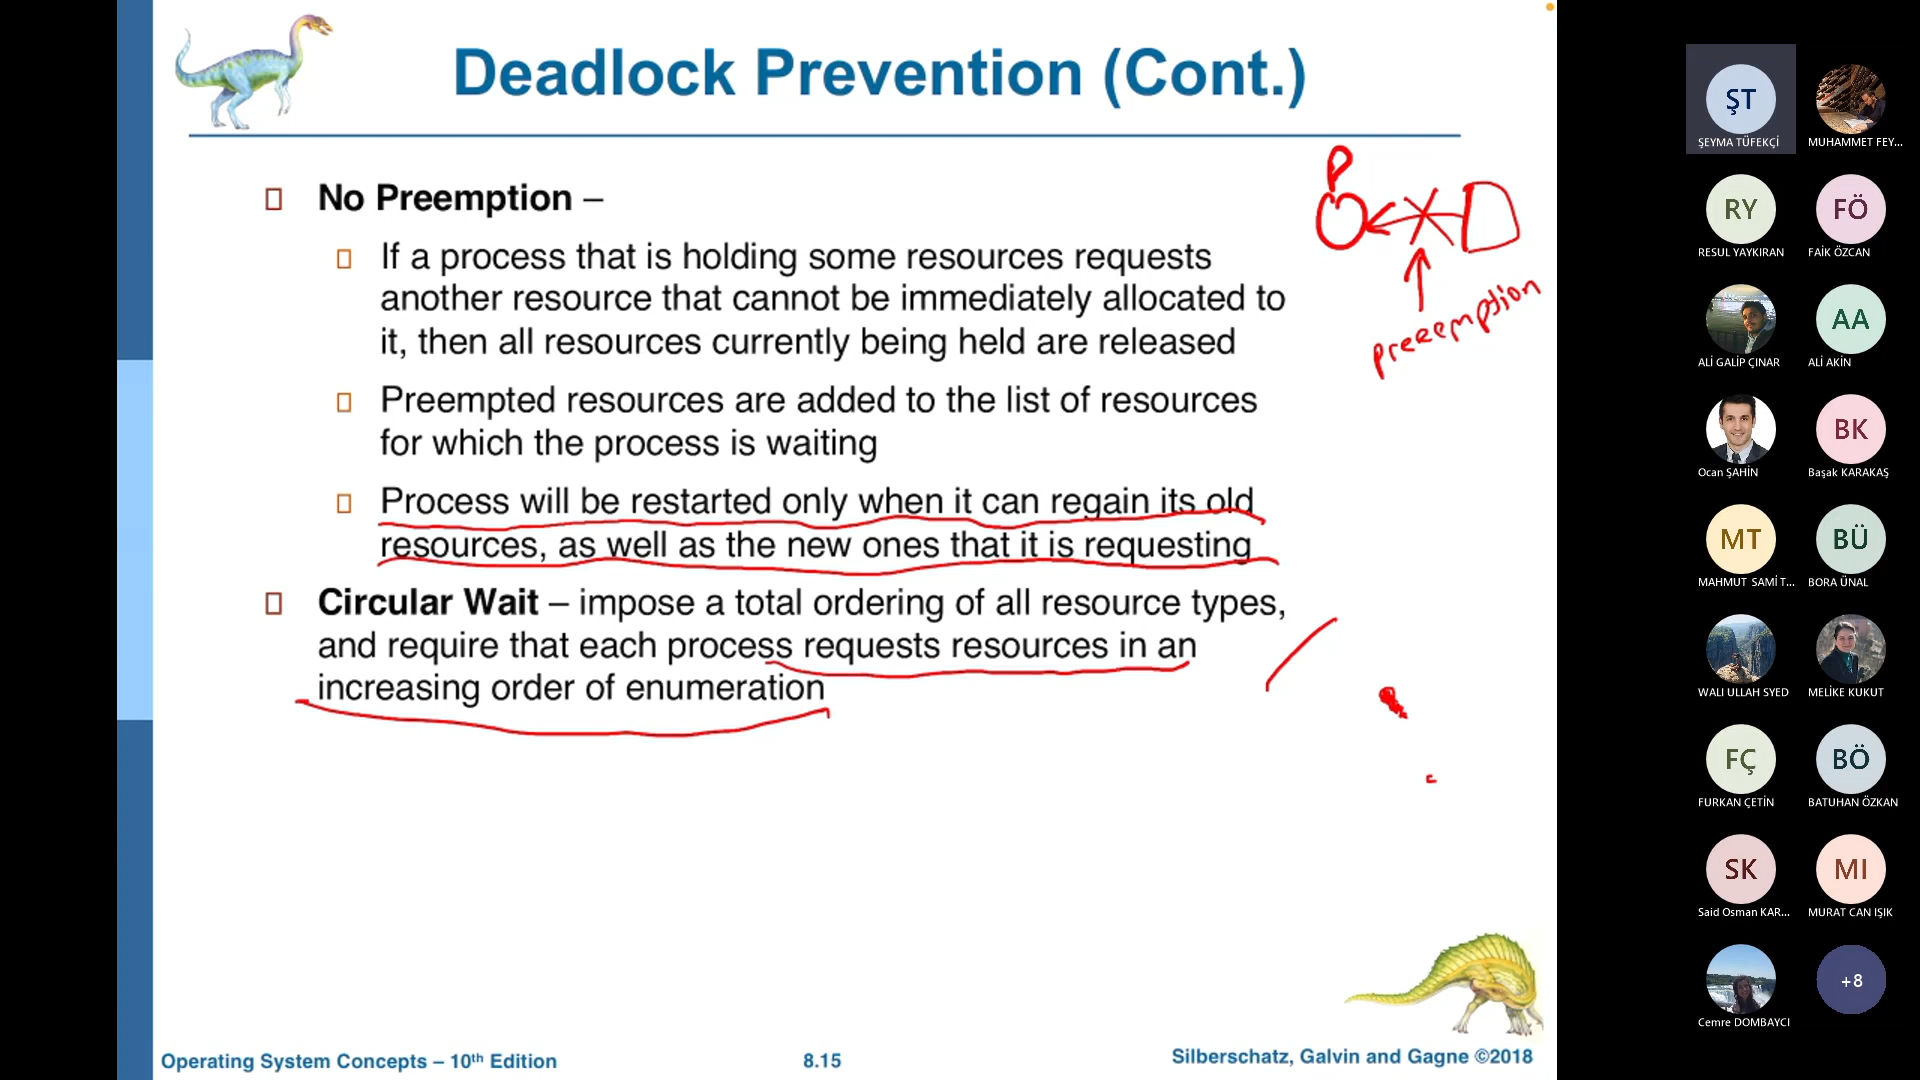 Deadlock Prevention (Cont.)
No Preemption –
If a process that is holding some resources requests
another resource that cannot be immediately allocated to
it, then all resources currently being held are released
Preempted resources are added to the list of resources
for which the process is waiting
Process will be restarted only when it can regain its old
resources, as well as the new ones that it is requesting
Circular Wait – impose a total ordering of all resource types,
and require that each process requests resources in an
increasing order of enumeration
P
preeemption
Operating System Concepts – 10th Edition
8.15
Silberschatz, Galvin and Gagne ©2018
ŞT
ŞEYMA TÜFEKÇİ
MUHAMMET FEY...
RY
RESUL YAYKIRAN
FÖ
FAİK ÖZCAN
ALİ GALİP ÇINAR
AA
ALİ AKİN
Ocan ŞAHİN
BK
Başak KARAKAŞ
MT
MAHMUT SAMİ T...
BÜ
BORA ÜNAL
WALI ULLAH SYED
MELİKE KUKUT
FÇ
FURKAN ÇETİN
BÖ
BATUHAN ÖZKAN
SK
Said Osman KAR...
MI
MURAT CAN IŞIK
Cemre DOMBAYCI
+8